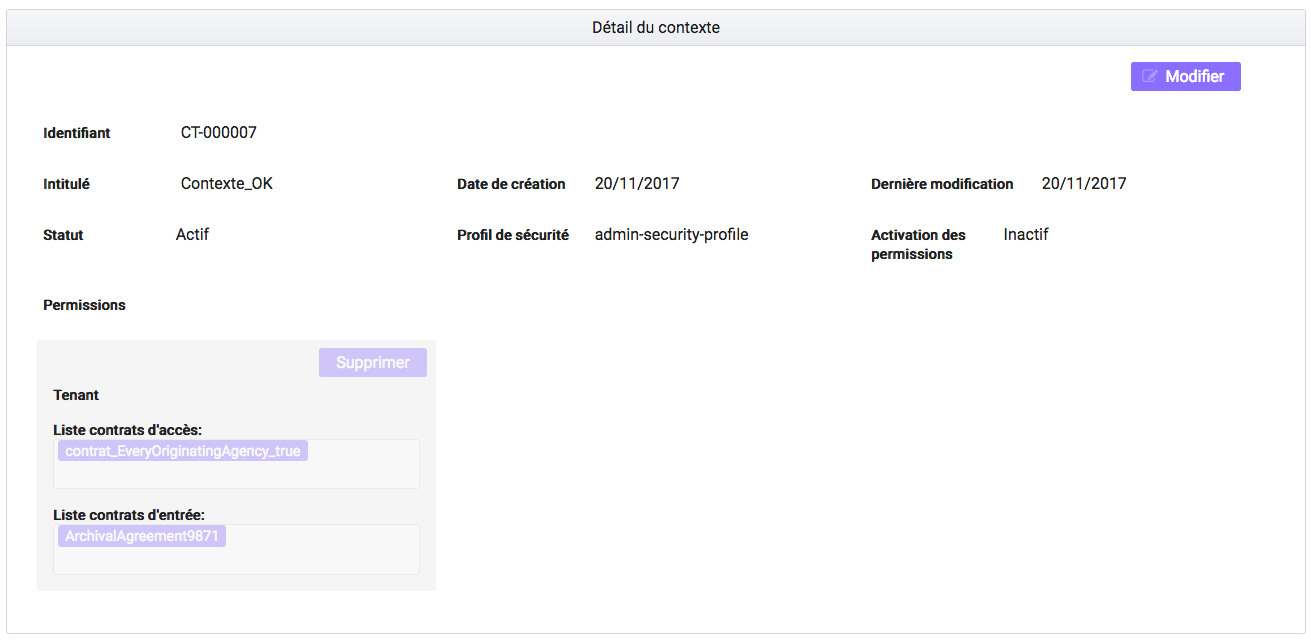 Détail du contexte
Modifier
Identifiant CT-000007
Intitulé Contexte_OK Date de création 20/11/2017 Dernière modification 20/11/2017
Statut Actif Profil de sécurité admin-security-profile Activation des permissions Inactif
Permissions
Supprimer
Tenant
Liste contrats d'accès:
contrat_EveryOriginatingAgency_true
Liste contrats d'entrée:
ArchivalAgreement9871